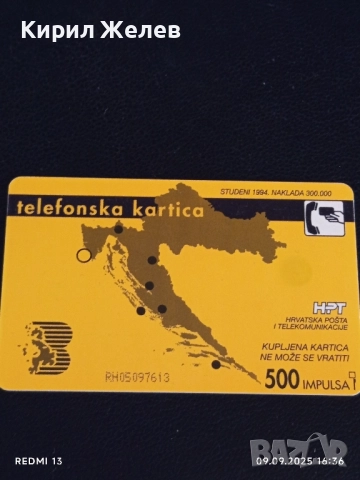 Кирил Желев
STUDENI 1994. NAKLADA 300.000
telefonska kartica
HPT
HRVATSKA POŠTA
I TELEKOMUNIKACIJE
KUPLJENA KARTICA
NE MOŽE SE VRATITI
RH05097613
500 IMPULSA
БАЗАР
REDMI 13
09.09.2025 16:36